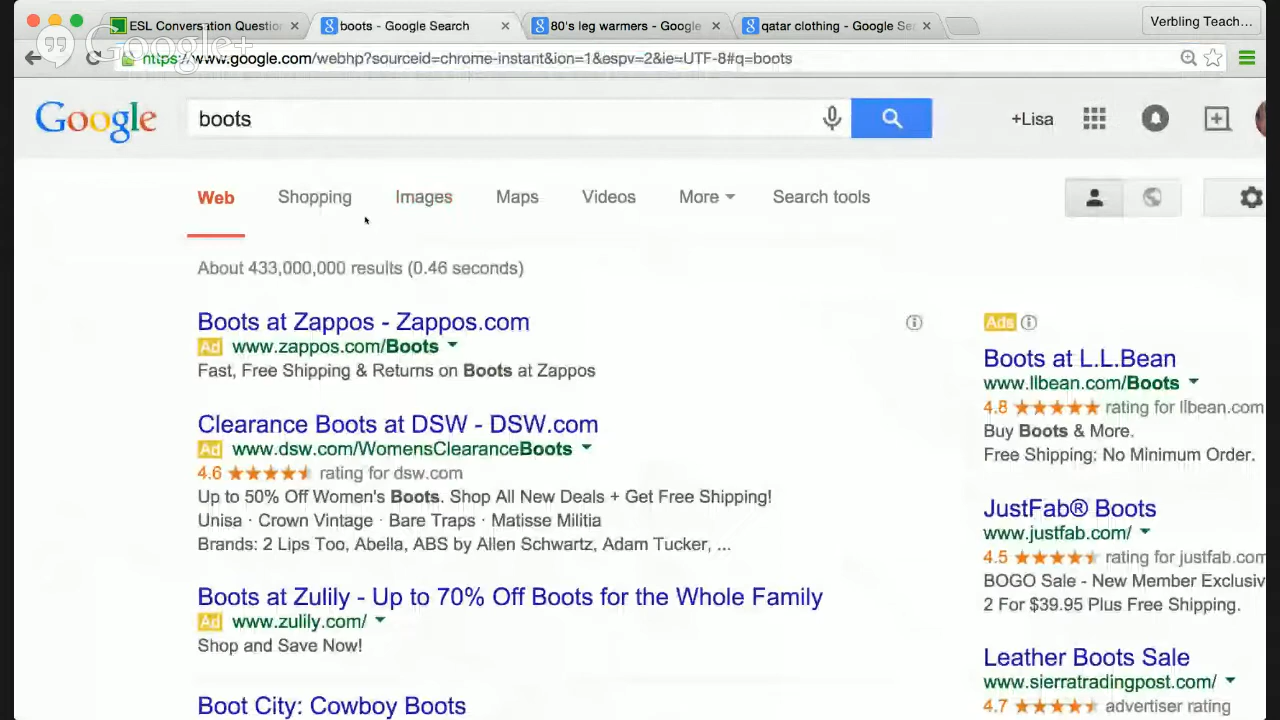 ESL Conversation Question
boots - Google Search
80's leg warmers - Google
qatar clothing - Google Se
Verbling Teach...
Google+
https://www.google.com/webhp?sourceid=chrome-instant&ion=1&espv=2&ie=UTF-8#q=boots
Google
boots
+Lisa
Web
Shopping
Images
Maps
Videos
More
Search tools
About 433,000,000 results (0.46 seconds)
Boots at Zappos - Zappos.com
Ad www.zappos.com/Boots
Fast, Free Shipping & Returns on Boots at Zappos
Clearance Boots at DSW - DSW.com
Ad www.dsw.com/WomensClearanceBoots
4.6 rating for dsw.com
Up to 50% Off Women's Boots. Shop All New Deals + Get Free Shipping!
Unisa · Crown Vintage · Bare Traps · Matisse Militia
Brands: 2 Lips Too, Abella, ABS by Allen Schwartz, Adam Tucker, ...
Boots at Zulily - Up to 70% Off Boots for the Whole Family
Ad www.zulily.com/
Shop and Save Now!
Boot City: Cowboy Boots
Ads
Boots at L.L.Bean
www.llbean.com/Boots
4.8 rating for llbean.com
Buy Boots & More.
Free Shipping: No Minimum Order.
JustFab® Boots
www.justfab.com/
4.5 rating for justfab.com
BOGO Sale - New Member Exclusiv
2 For $39.95 Plus Free Shipping.
Leather Boots Sale
www.sierratradingpost.com/
4.7 advertiser rating